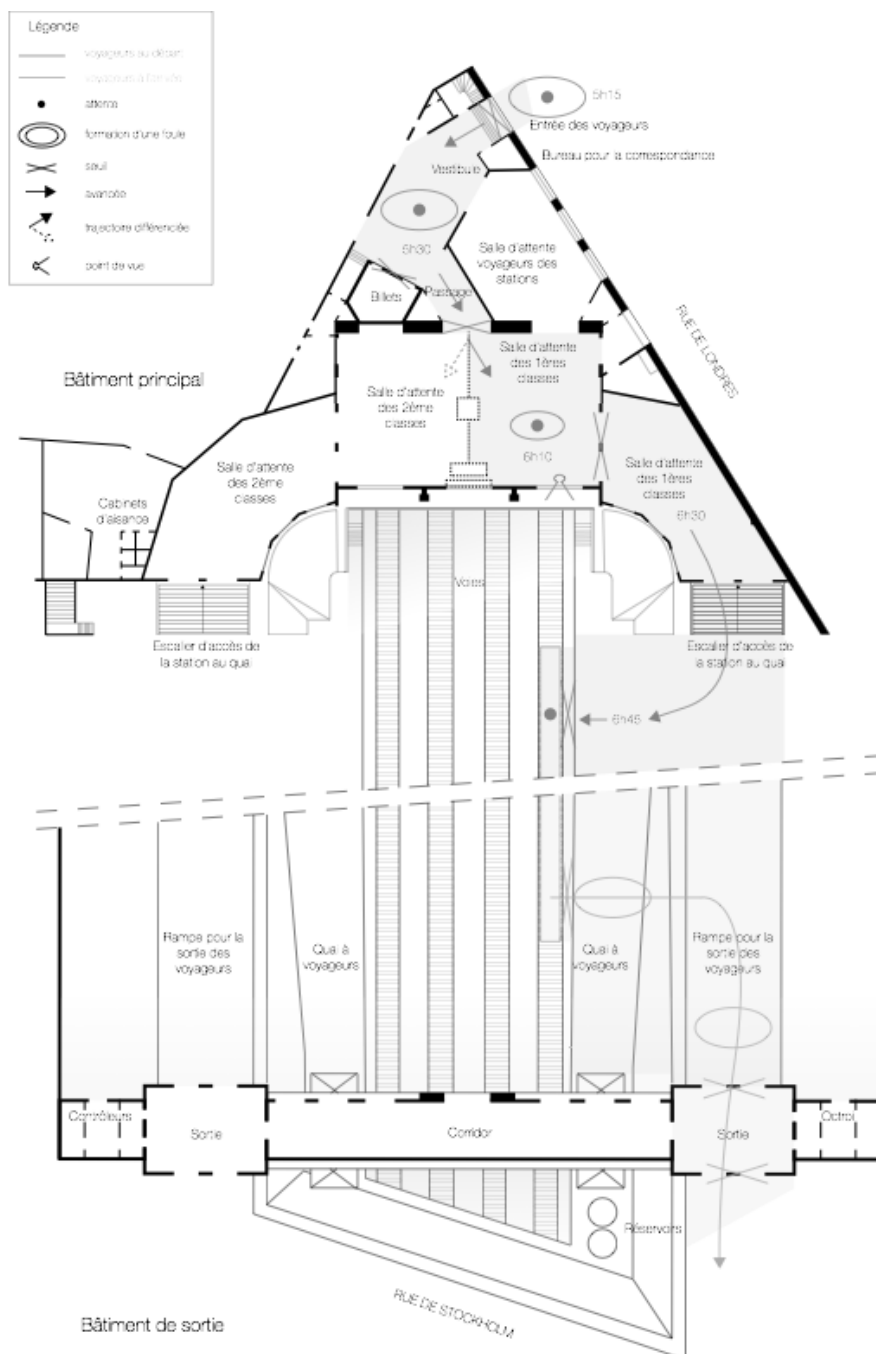 Légende
voyageurs au départ
voyageurs à l'arrivée
attente
formation d'une foule
seuil
avancée
trajectoire différenciée
point de vue
5h15
Entrée des voyageurs
Bureau pour la correspondance
Vestibule
5h30
Salle d'attente
voyageurs des
stations
Billets
Passage
RUE DE LONDRES
Bâtiment principal
Salle d'attente
des 1ères
classes
Salle d'attente
des 2ème
classes
6h10
Salle d'attente
des 2ème
classes
Salle d'attente
des 1ères
classes
Cabinets
d'aisance
6h30
Voies
Escalier d'accès de
la station au quai
Escalier d'accès de
la station au quai
6h45
Rampe pour la
sortie des
voyageurs
Quai à
voyageurs
Quai à
voyageurs
Rampe pour la
sortie des
voyageurs
Contrôleurs
Sortie
Corridor
Sortie
Octroi
Réservoirs
RUE DE STOCKHOLM
Bâtiment de sortie